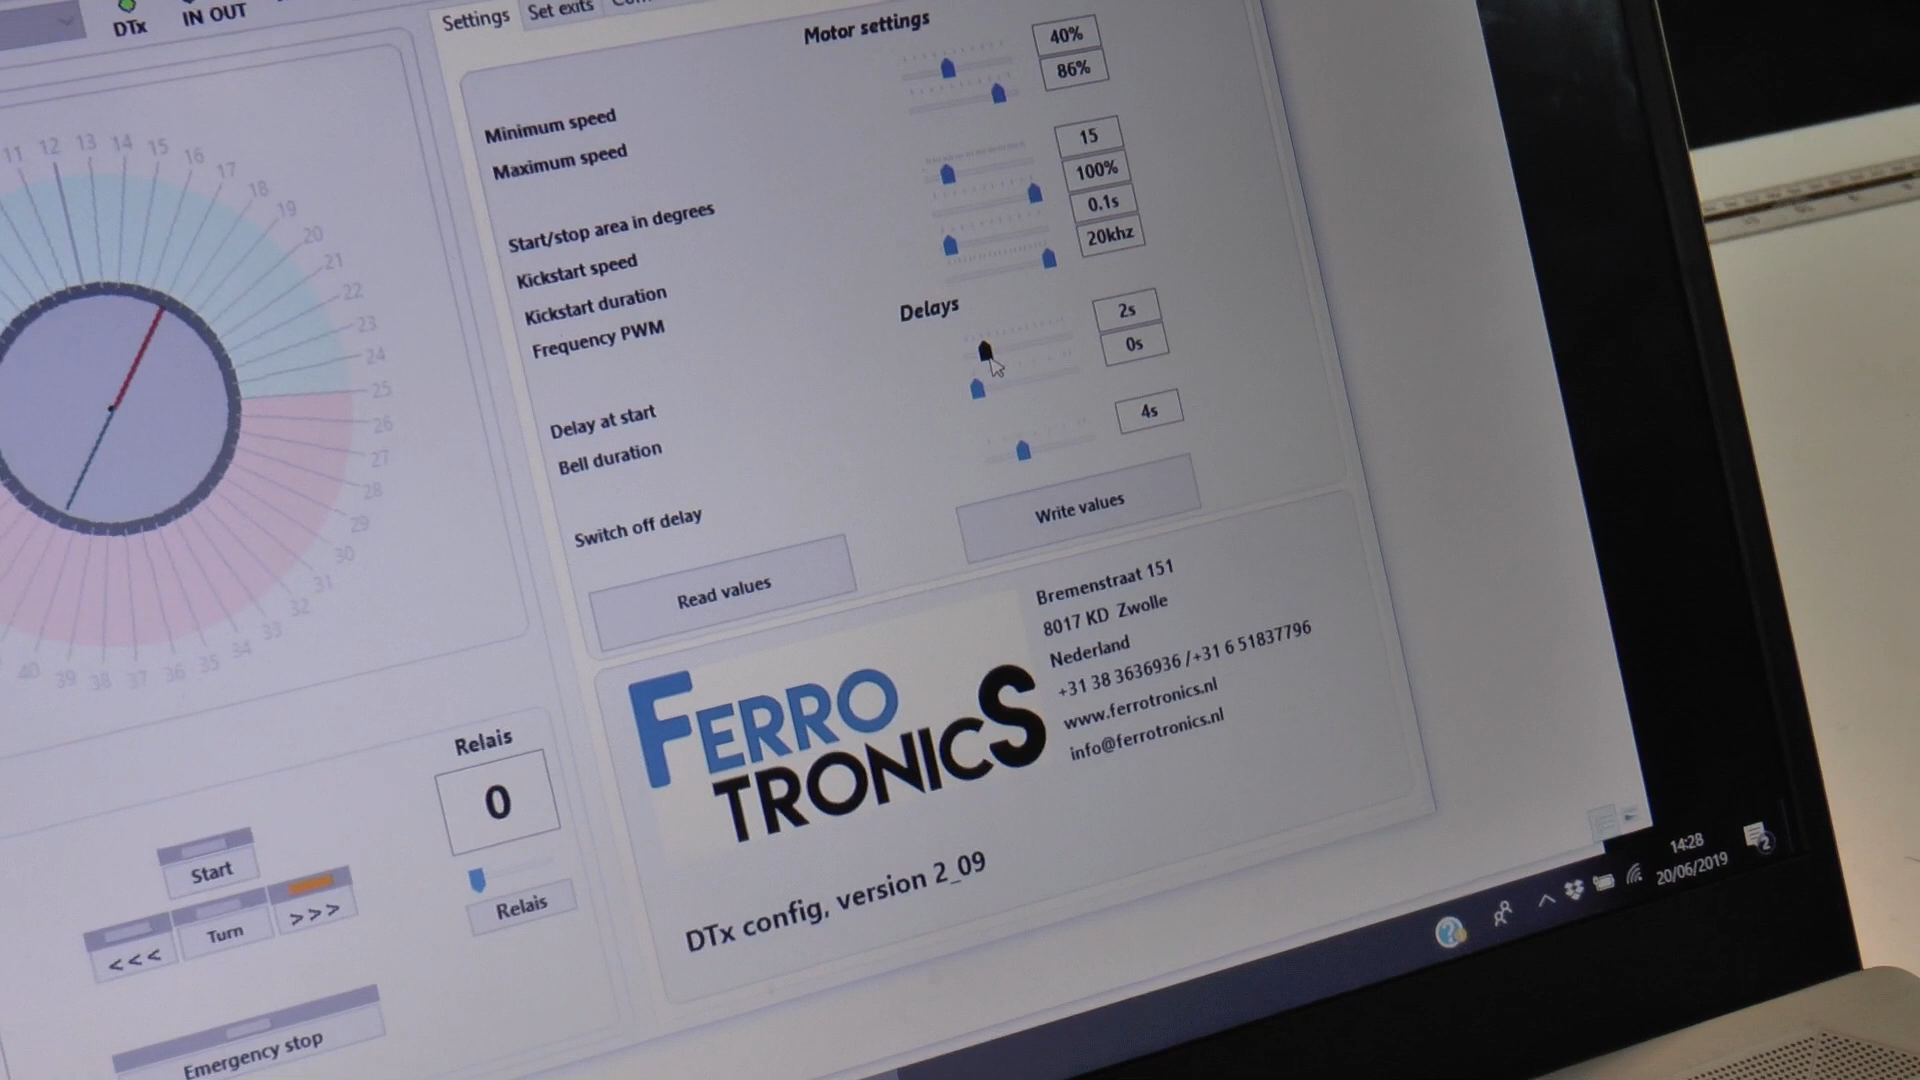 DTx
IN OUT
Settings
Set exits
Motor settings
Minimum speed
40%
Maximum speed
86%
Start/stop area in degrees
15
Kickstart speed
100%
Kickstart duration
0.1s
Frequency PWM
20khz
Delays
Delay at start
2s
Bell duration
0s
Switch off delay
4s
Read values
Write values
11
12
13
14
15
16
17
18
19
20
21
22
23
24
25
26
27
28
29
30
31
32
33
34
35
36
37
38
39
40
Relais
0
Relais
Start
<<<
Turn
>>>
Emergency stop
FERRO
TRONICS
Bremenstraat 151
8017 KD Zwolle
Nederland
+31 38 3636936 /+31 6 51837796
www.ferrotronics.nl
info@ferrotronics.nl
DTx config, version 2_09
14:28
20/06/2019
2